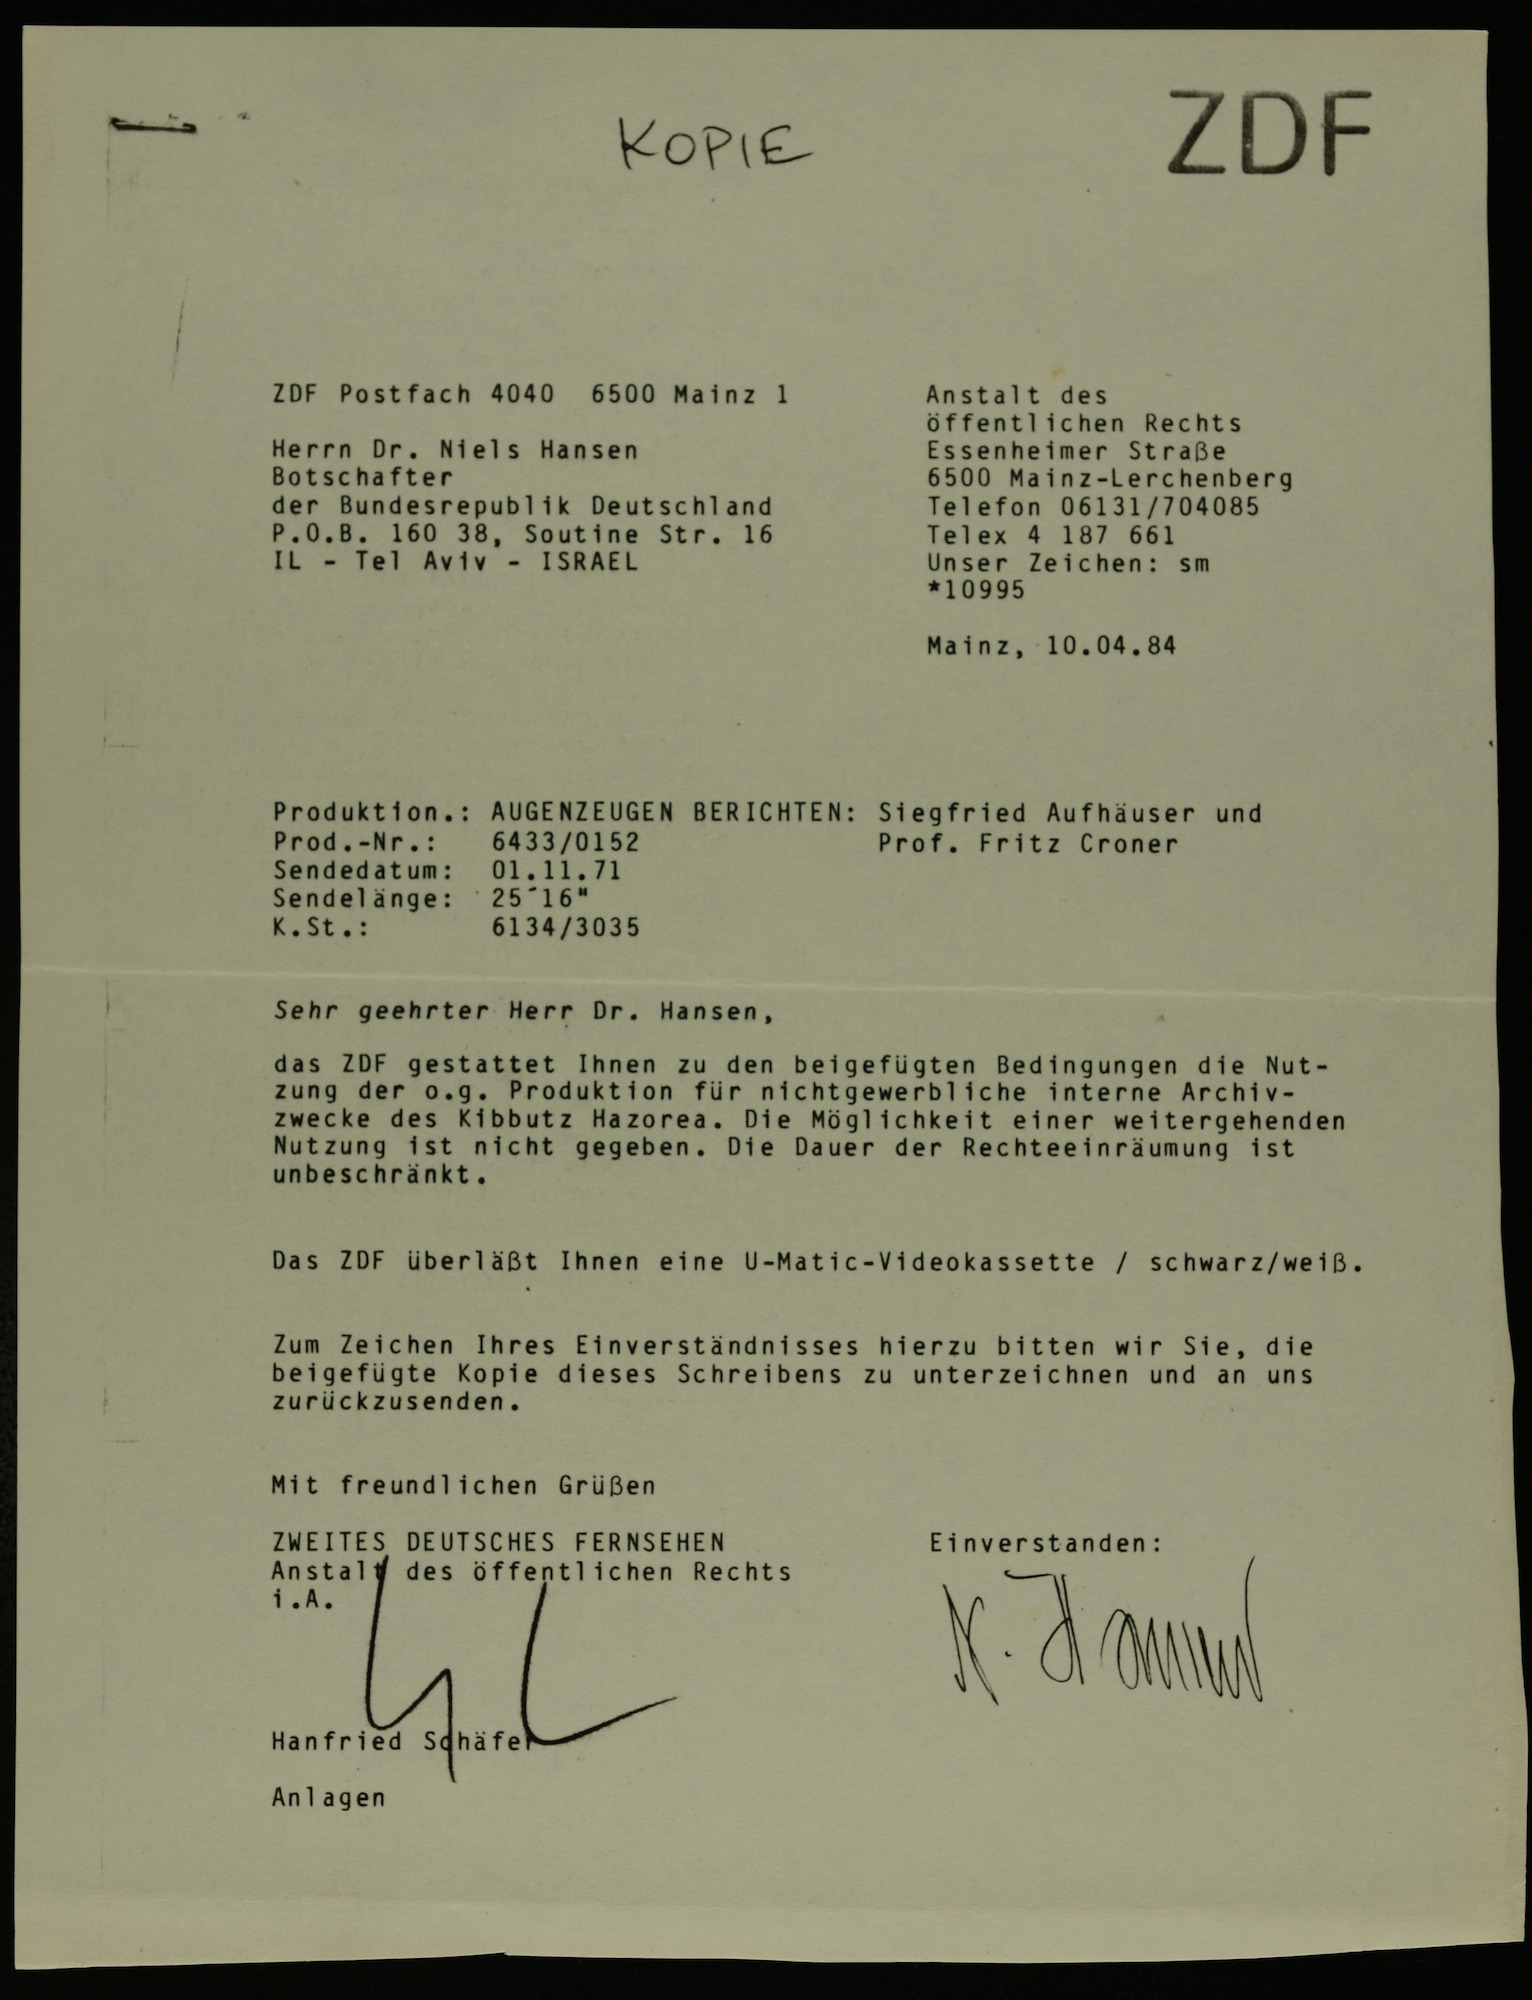 KOPIE
ZDF
ZDF Postfach 4040  6500 Mainz 1
Herrn Dr. Niels Hansen
Botschafter
der Bundesrepublik Deutschland
P.O.B. 160 38, Soutine Str. 16
IL - Tel Aviv - ISRAEL
Anstalt des
öffentlichen Rechts
Essenheimer Straße
6500 Mainz-Lerchenberg
Telefon 06131/704085
Telex 4 187 661
Unser Zeichen: sm
*10995
Mainz, 10.04.84
Produktion.: AUGENZEUGEN BERICHTEN: Siegfried Aufhäuser und
Prod.-Nr.: 6433/0152 Prof. Fritz Croner
Sendedatum: 01.11.71
Sendelänge: 25´16"
K.St.: 6134/3035
Sehr geehrter Herr Dr. Hansen,
das ZDF gestattet Ihnen zu den beigefügten Bedingungen die Nut-
zung der o.g. Produktion für nichtgewerbliche interne Archiv-
zwecke des Kibbutz Hazorea. Die Möglichkeit einer weitergehenden
Nutzung ist nicht gegeben. Die Dauer der Rechteeinräumung ist
unbeschränkt.
Das ZDF überläßt Ihnen eine U-Matic-Videokassette / schwarz/weiß.
Zum Zeichen Ihres Einverständnisses hierzu bitten wir Sie, die
beigefügte Kopie dieses Schreibens zu unterzeichnen und an uns
zurückzusenden.
Mit freundlichen Grüßen
ZWEITES DEUTSCHES FERNSEHEN
Anstalt des öffentlichen Rechts
i.A.
Hanfried Schäfer
Anlagen
Einverstanden:
N. Hansen